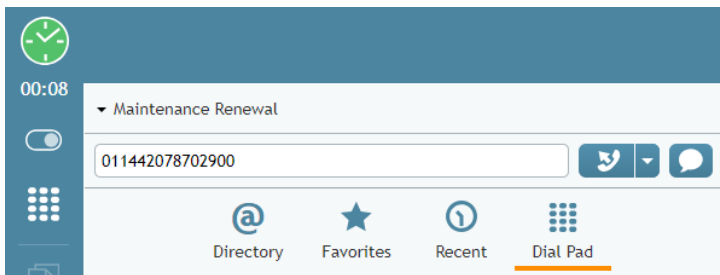 00:08
Maintenance Renewal
011442078702900
Directory Favorites Recent Dial Pad